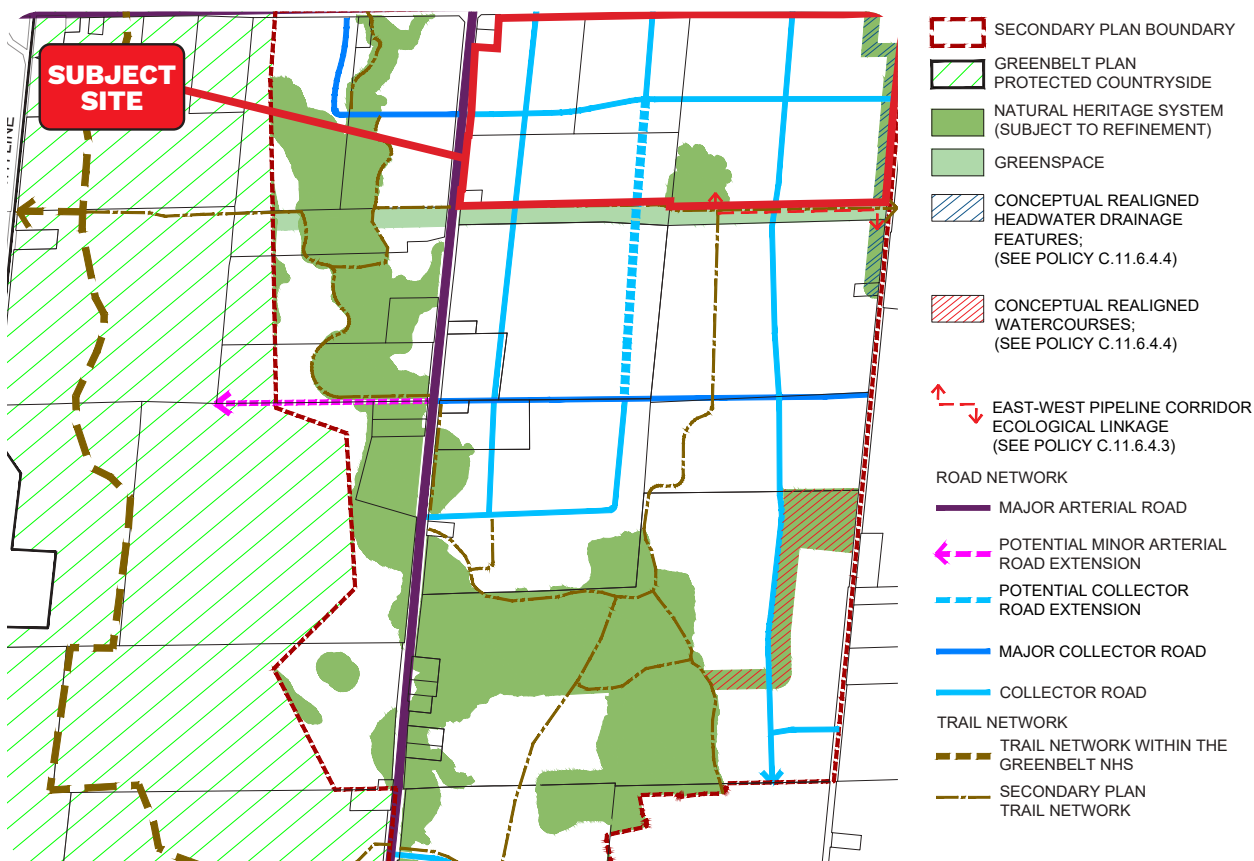 SUBJECT
SITE
SECONDARY PLAN BOUNDARY
GREENBELT PLAN
PROTECTED COUNTRYSIDE
NATURAL HERITAGE SYSTEM
(SUBJECT TO REFINEMENT)
GREENSPACE
CONCEPTUAL REALIGNED
HEADWATER DRAINAGE
FEATURES;
(SEE POLICY C.11.6.4.4)
CONCEPTUAL REALIGNED
WATERCOURSES;
(SEE POLICY C.11.6.4.4)
EAST-WEST PIPELINE CORRIDOR
ECOLOGICAL LINKAGE
(SEE POLICY C.11.6.4.3)
ROAD NETWORK
MAJOR ARTERIAL ROAD
POTENTIAL MINOR ARTERIAL
ROAD EXTENSION
POTENTIAL COLLECTOR
ROAD EXTENSION
MAJOR COLLECTOR ROAD
COLLECTOR ROAD
TRAIL NETWORK
TRAIL NETWORK WITHIN THE
GREENBELT NHS
SECONDARY PLAN
TRAIL NETWORK